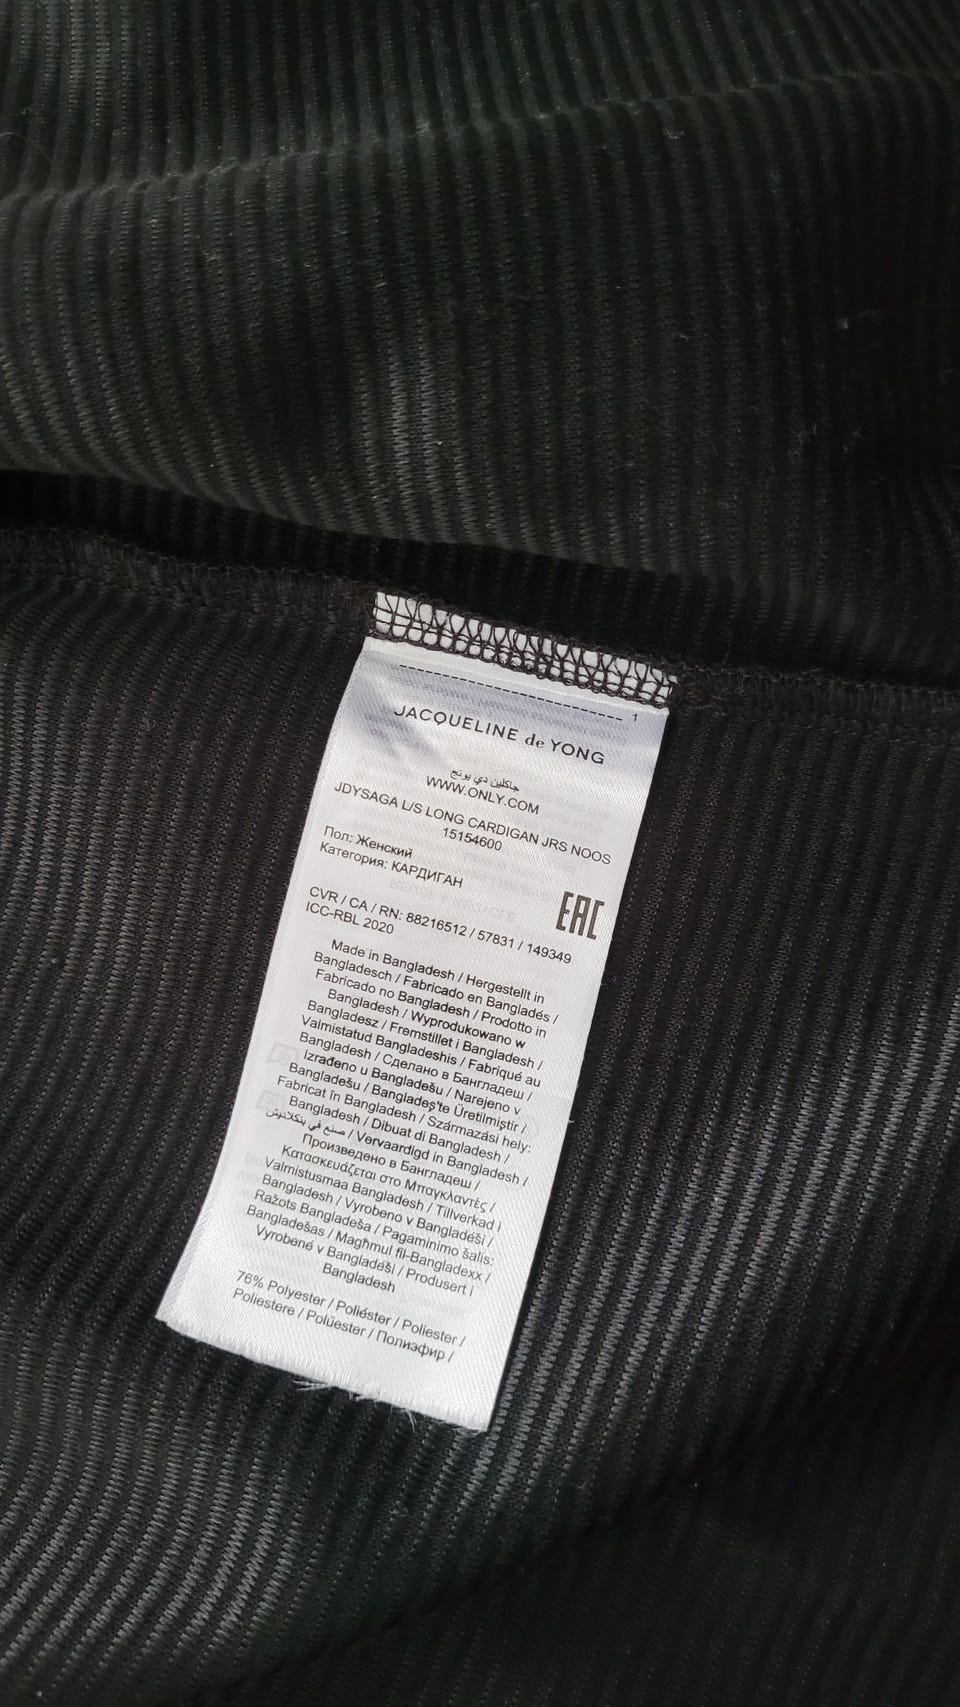 1
JACQUELINE de YONG
جاكلين دي يونج
WWW.ONLY.COM
JDYSAGA L/S LONG CARDIGAN JRS NOOS
15154600
Пол: Женский
Категория: КАРДИГАН
EAC
CVR / CA / RN: 88216512 / 57831 / 149349
ICC-RBL 2020
Made in Bangladesh / Hergestellt in
Bangladesch / Fabricado en Bangladés /
Fabricado no Bangladesh / Prodotto in
Bangladesh / Wyprodukowano w
Bangladesz / Fremstillet i Bangladesh /
Valmistatud Bangladeshis / Fabriqué au
Bangladesh / Сделано в Бангладеш /
Izrađeno u Bangladešu / Narejeno v
Bangladešu / Bangladeş'te Üretilmiştir /
Fabricat în Bangladesh / Származási hely:
Bangladesh / Dibuat di Bangladesh /
صنع في بنكلاديش / Vervaardigd in Bangladesh /
Произведено в Бангладеш /
Κατασκευάζεται στο Μπαγκλαντές /
Valmistusmaa Bangladesh / Tillverkad i
Bangladesh / Vyrobeno v Bangladéši /
Ražots Bangladeša / Pagaminimo šalis:
Bangladešas / Magħmul fil-Bangladexx /
Vyrobené v Bangladéši / Produsert i
Bangladesh
76% Polyester / Poliéster / Poliester /
Poliestere / Polüester / Полиэфир /